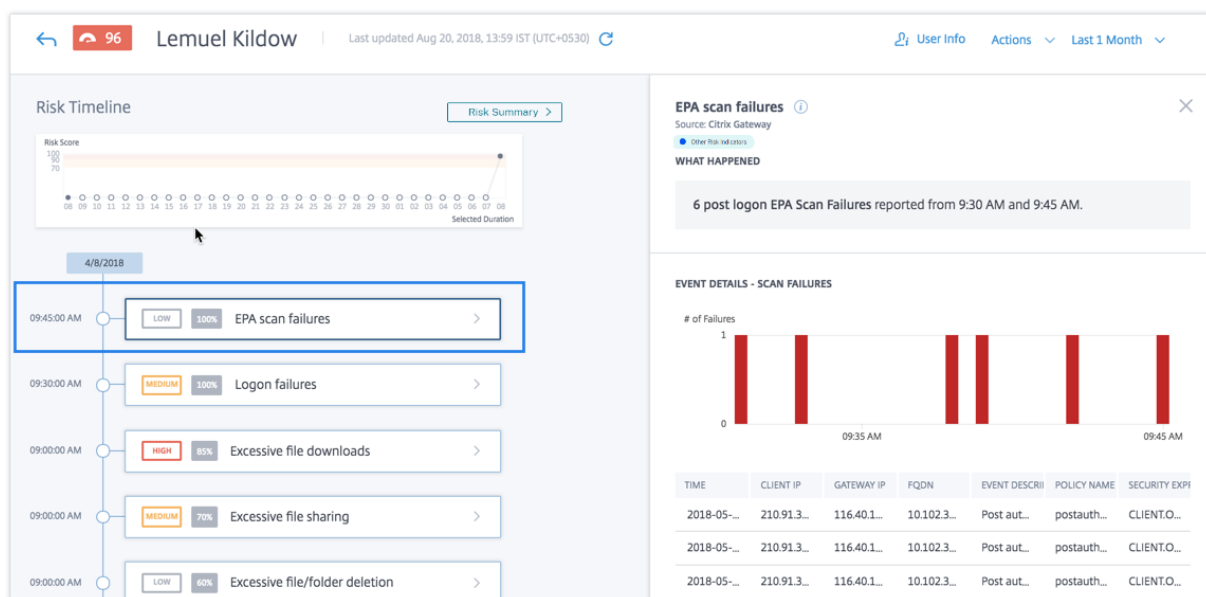 96 Lemuel Kildow Last updated Aug 20, 2018, 13:59 IST (UTC+0530) User Info Actions Last 1 Month
Risk Timeline
Risk Summary >
Risk Score
100
90
70
08 09 10 11 12 13 14 15 16 17 18 19 20 21 22 23 24 25 26 27 28 29 30 01 02 03 04 05 06 07 08
Selected Duration
4/8/2018
09:45:00 AM LOW 100% EPA scan failures
09:30:00 AM MEDIUM 100% Logon failures
09:00:00 AM HIGH 85% Excessive file downloads
09:00:00 AM MEDIUM 70% Excessive file sharing
09:00:00 AM LOW 60% Excessive file/folder deletion
EPA scan failures i
Source: Citrix Gateway
Other Risk Indicators
WHAT HAPPENED
6 post logon EPA Scan Failures reported from 9:30 AM and 9:45 AM.
EVENT DETAILS - SCAN FAILURES
# of Failures
1
0
09:35 AM 09:45 AM
TIME CLIENT IP GATEWAY IP FQDN EVENT DESCRI POLICY NAME SECURITY EXP
2018-05-... 210.91.3... 116.40.1... 10.102.3... Post aut... postauth... CLIENT.O...
2018-05-... 210.91.3... 116.40.1... 10.102.3... Post aut... postauth... CLIENT.O...
2018-05-... 210.91.3... 116.40.1... 10.102.3... Post aut... postauth... CLIENT.O...